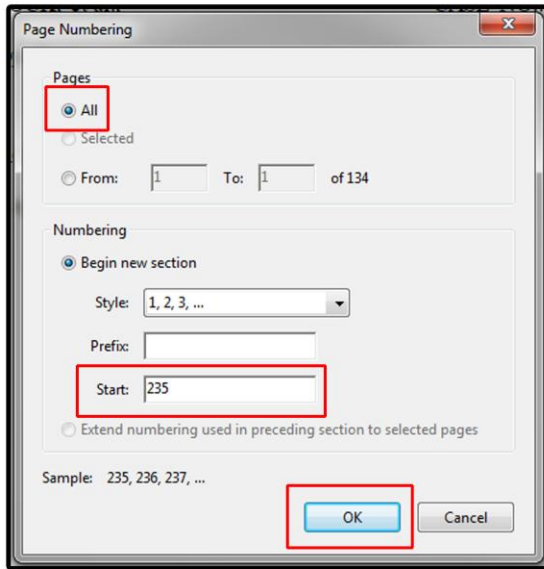 Page Numbering
Pages
All
Selected
From: 1 To: 1 of 134
Numbering
Begin new section
Style: 1, 2, 3, ...
Prefix:
Start: 235
Extend numbering used in preceding section to selected pages
Sample: 235, 236, 237, ...
OK Cancel